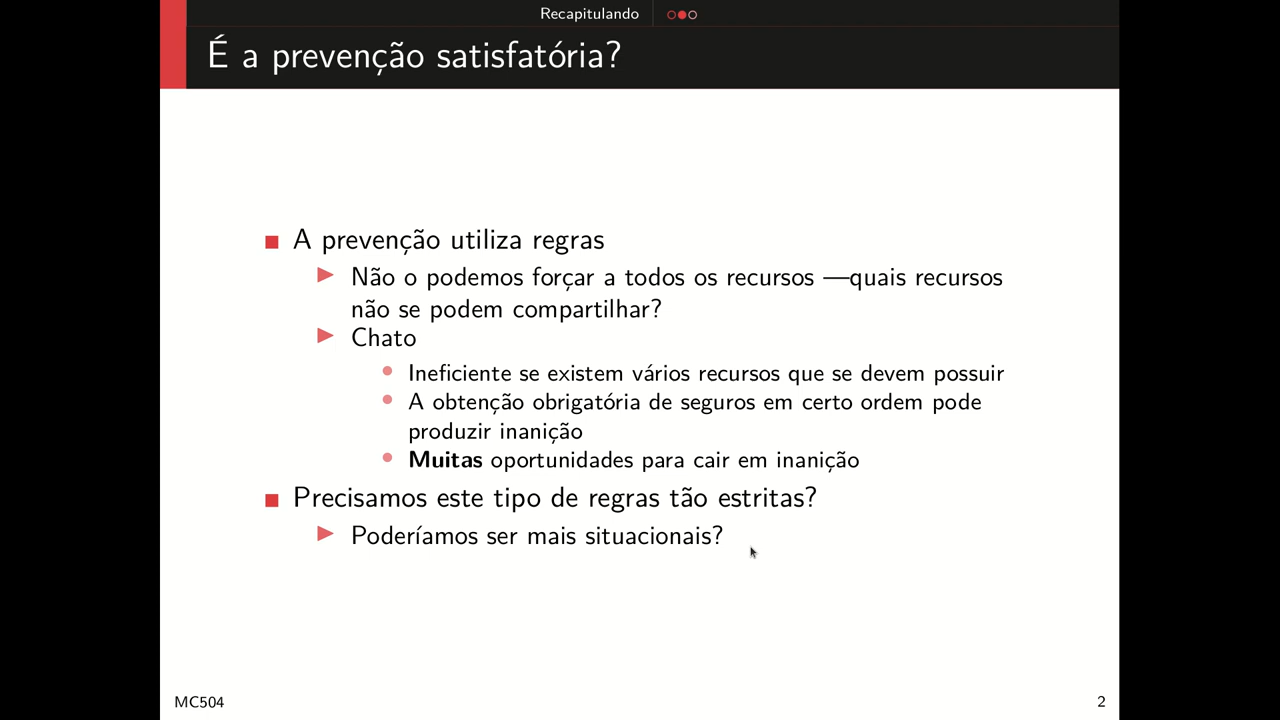 Recapitulando
É a prevenção satisfatória?
A prevenção utiliza regras
Não o podemos forçar a todos os recursos —quais recursos
não se podem compartilhar?
Chato
Ineficiente se existem vários recursos que se devem possuir
A obtenção obrigatória de seguros em certo ordem pode
produzir inanição
Muitas oportunidades para cair em inanição
Precisamos este tipo de regras tão estritas?
Poderíamos ser mais situacionais?
MC504
2